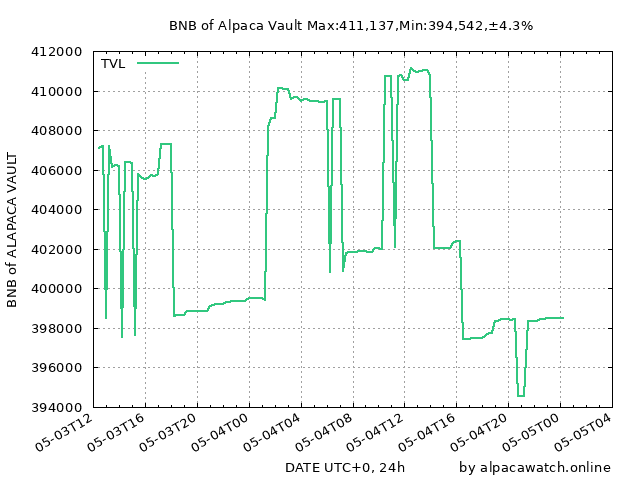 BNB of Alpaca Vault Max:411,137,Min:394,542,±4.3%
TVL
412000
410000
408000
406000
404000
402000
400000
398000
396000
394000
BNB of ALAPACA VAULT
05-03T12
05-03T16
05-03T20
05-04T00
05-04T04
05-04T08
05-04T12
05-04T16
05-04T20
05-05T00
05-05T04
DATE UTC+0, 24h
by alpacawatch.online